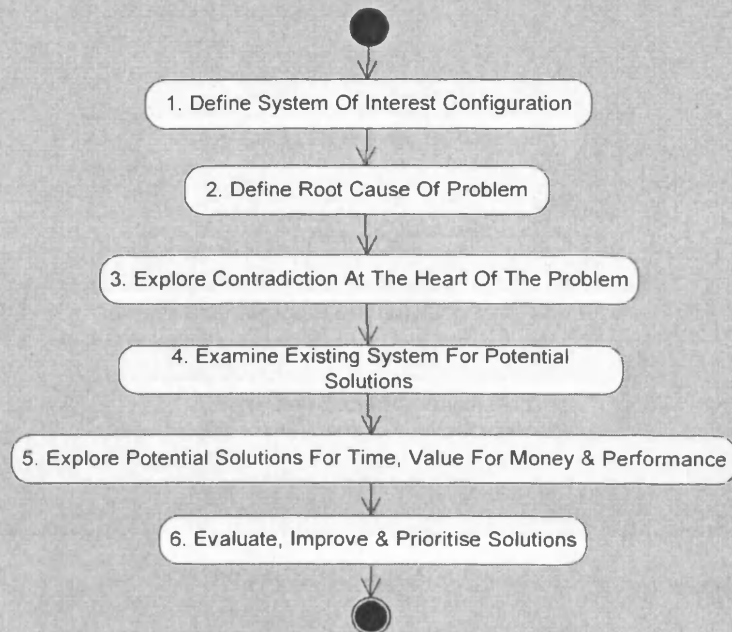 1. Define System Of Interest Configuration
2. Define Root Cause Of Problem
3. Explore Contradiction At The Heart Of The Problem
4. Examine Existing System For Potential
Solutions
5. Explore Potential Solutions For Time, Value For Money & Performance
6. Evaluate, Improve & Prioritise Solutions